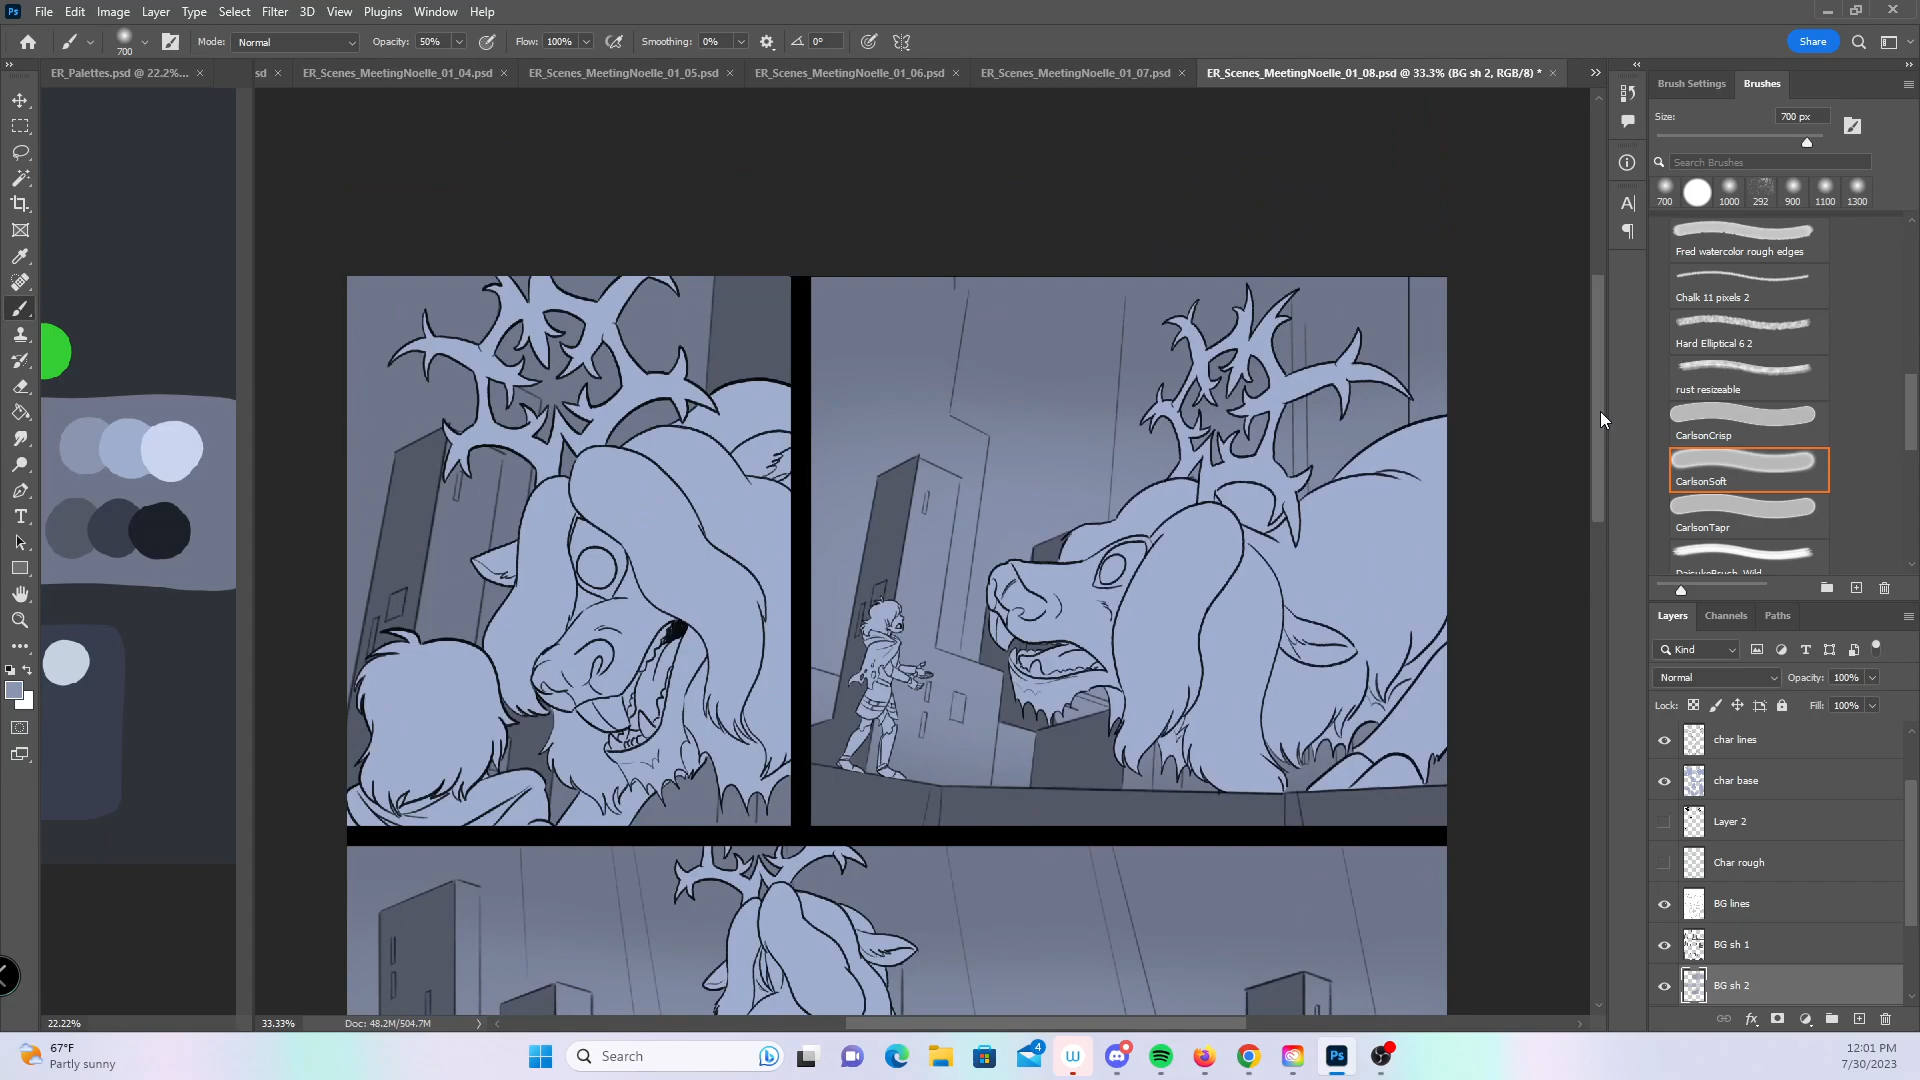 Ps File Edit Image Layer Type Select Filter 3D View Plugins Window Help
700 Mode: Normal Opacity: 50% Flow: 100% Smoothing: 0% 0° Share
ER_Palettes.psd @ 22.2%... × sd × ER_Scenes_MeetingNoelle_01_04.psd × ER_Scenes_MeetingNoelle_01_05.psd × ER_Scenes_MeetingNoelle_01_06.psd × ER_Scenes_MeetingNoelle_01_07.psd × ER_Scenes_MeetingNoelle_01_08.psd @ 33.3% (BG sh 2, RGB/8) * ×
Brush Settings Brushes
Size: 700 px
Search Brushes
700 1000 292 900 1100 1300
Fred watercolor rough edges
Chalk 11 pixels 2
Hard Elliptical 6 2
rust resizeable
CarlsonCrisp
CarlsonSoft
CarlsonTapr
Layers Channels Paths
Kind
Normal Opacity: 100%
Lock: Fill: 100%
char lines
char base
Layer 2
Char rough
BG lines
BG sh 1
BG sh 2
22.22% 33.33% Doc: 48.2M/504.7M
67°F
Partly sunny
Search
4
Ps
12:01 PM
7/30/2023